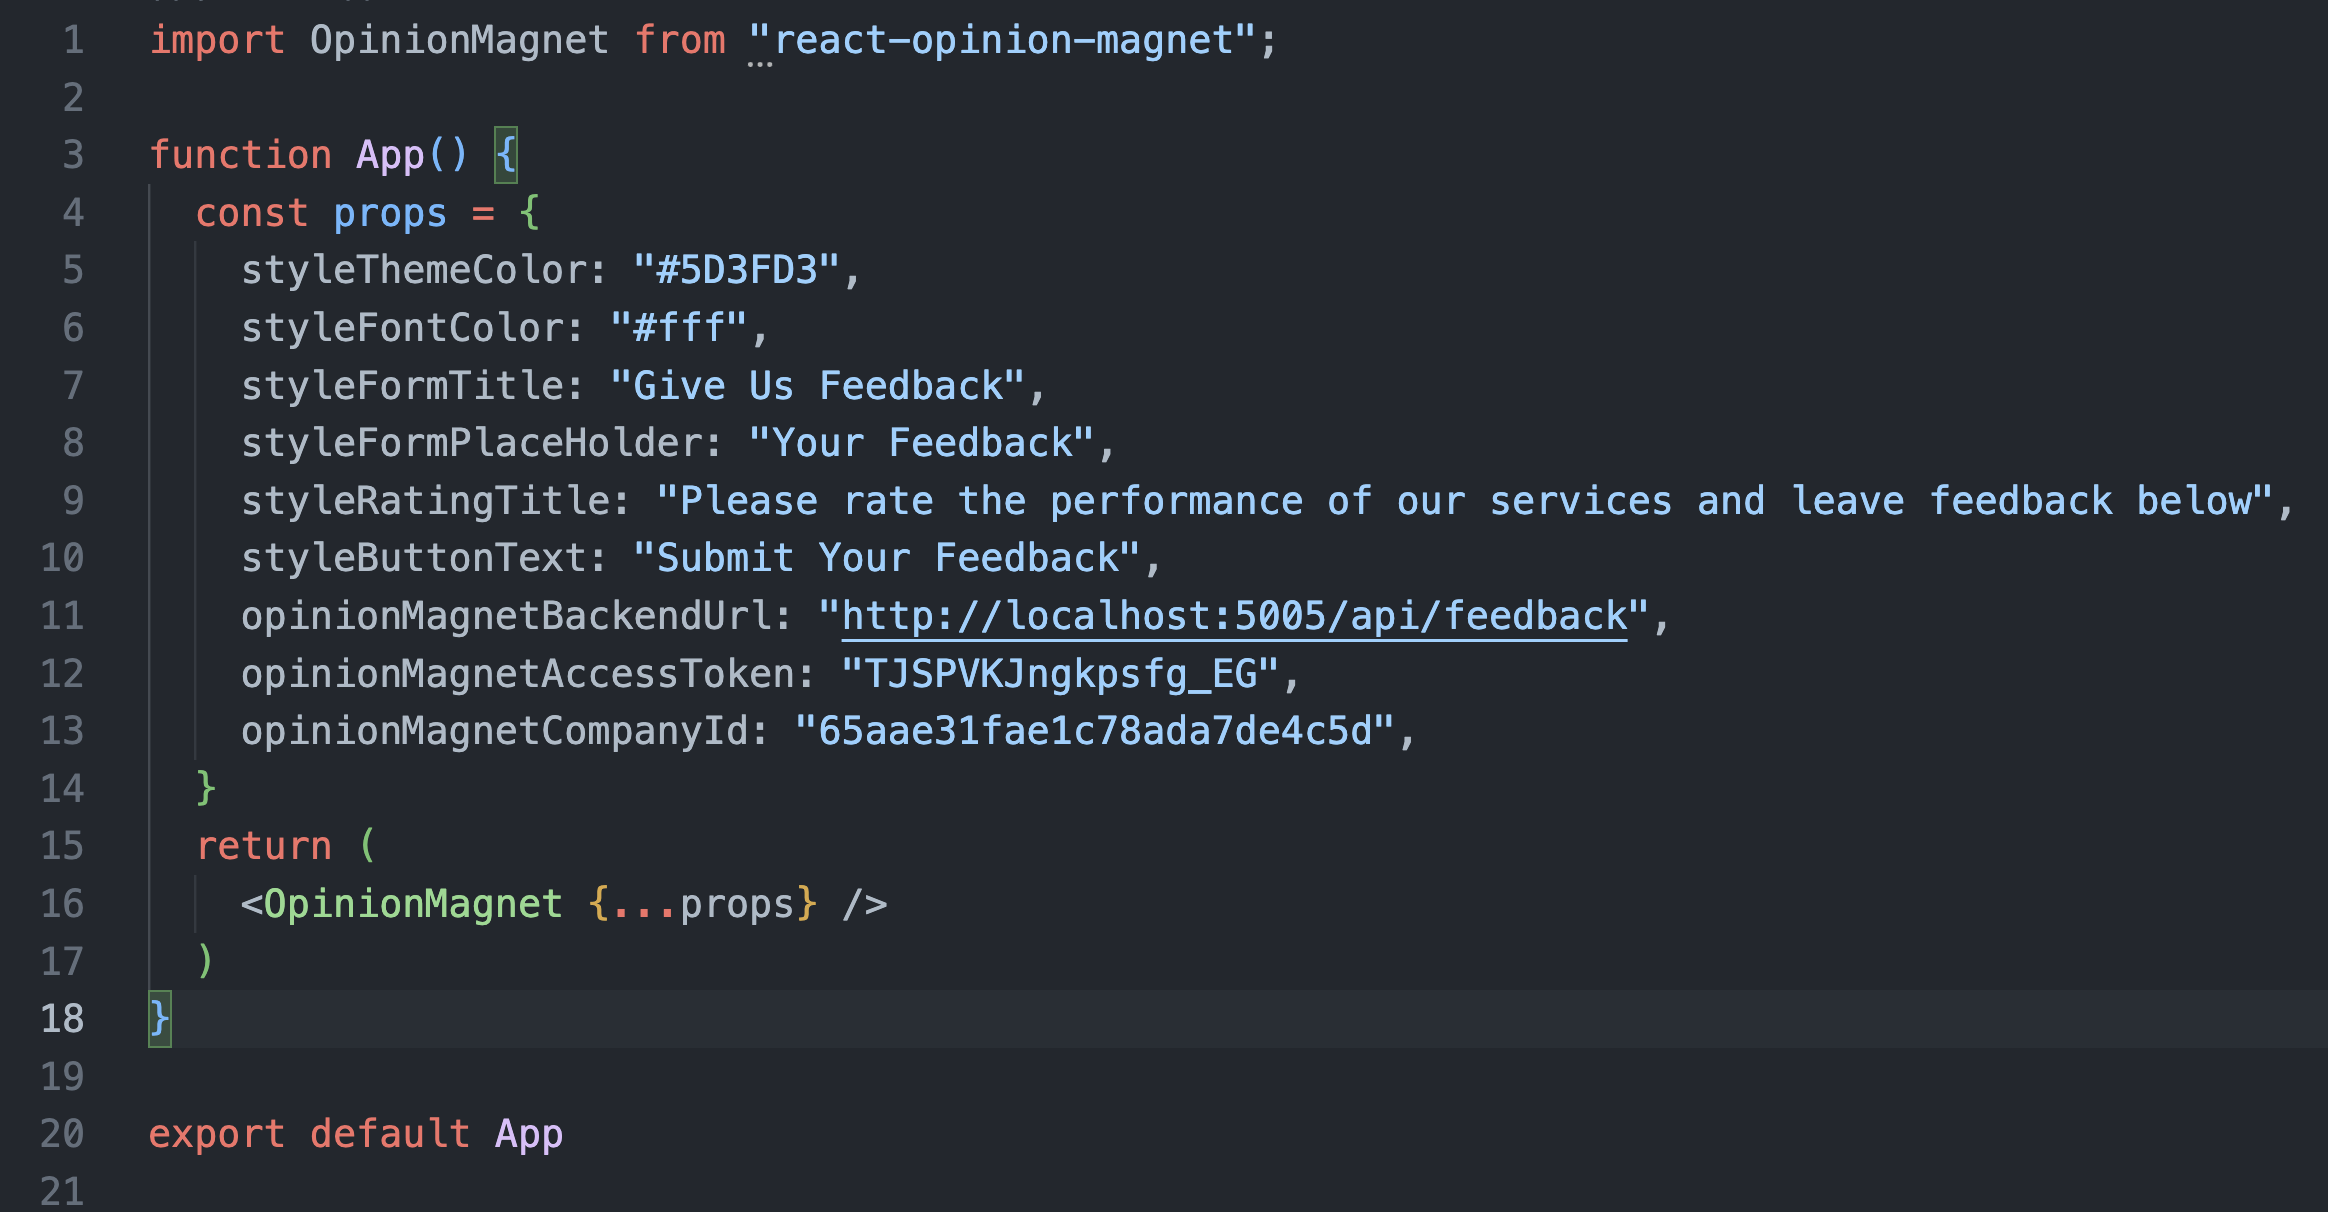 1 import OpinionMagnet from "react-opinion-magnet";
2
3 function App() {
4   const props = {
5     styleThemeColor: "#5D3FD3",
6     styleFontColor: "#fff",
7     styleFormTitle: "Give Us Feedback",
8     styleFormPlaceHolder: "Your Feedback",
9     styleRatingTitle: "Please rate the performance of our services and leave feedback below",
10     styleButtonText: "Submit Your Feedback",
11     opinionMagnetBackendUrl: "http://localhost:5005/api/feedback",
12     opinionMagnetAccessToken: "TJSPVKJngkpsfg_EG",
13     opinionMagnetCompanyId: "65aae31fae1c78ada7de4c5d",
14   }
15   return (
16     <OpinionMagnet {...props} />
17   )
18 }
19
20 export default App
21